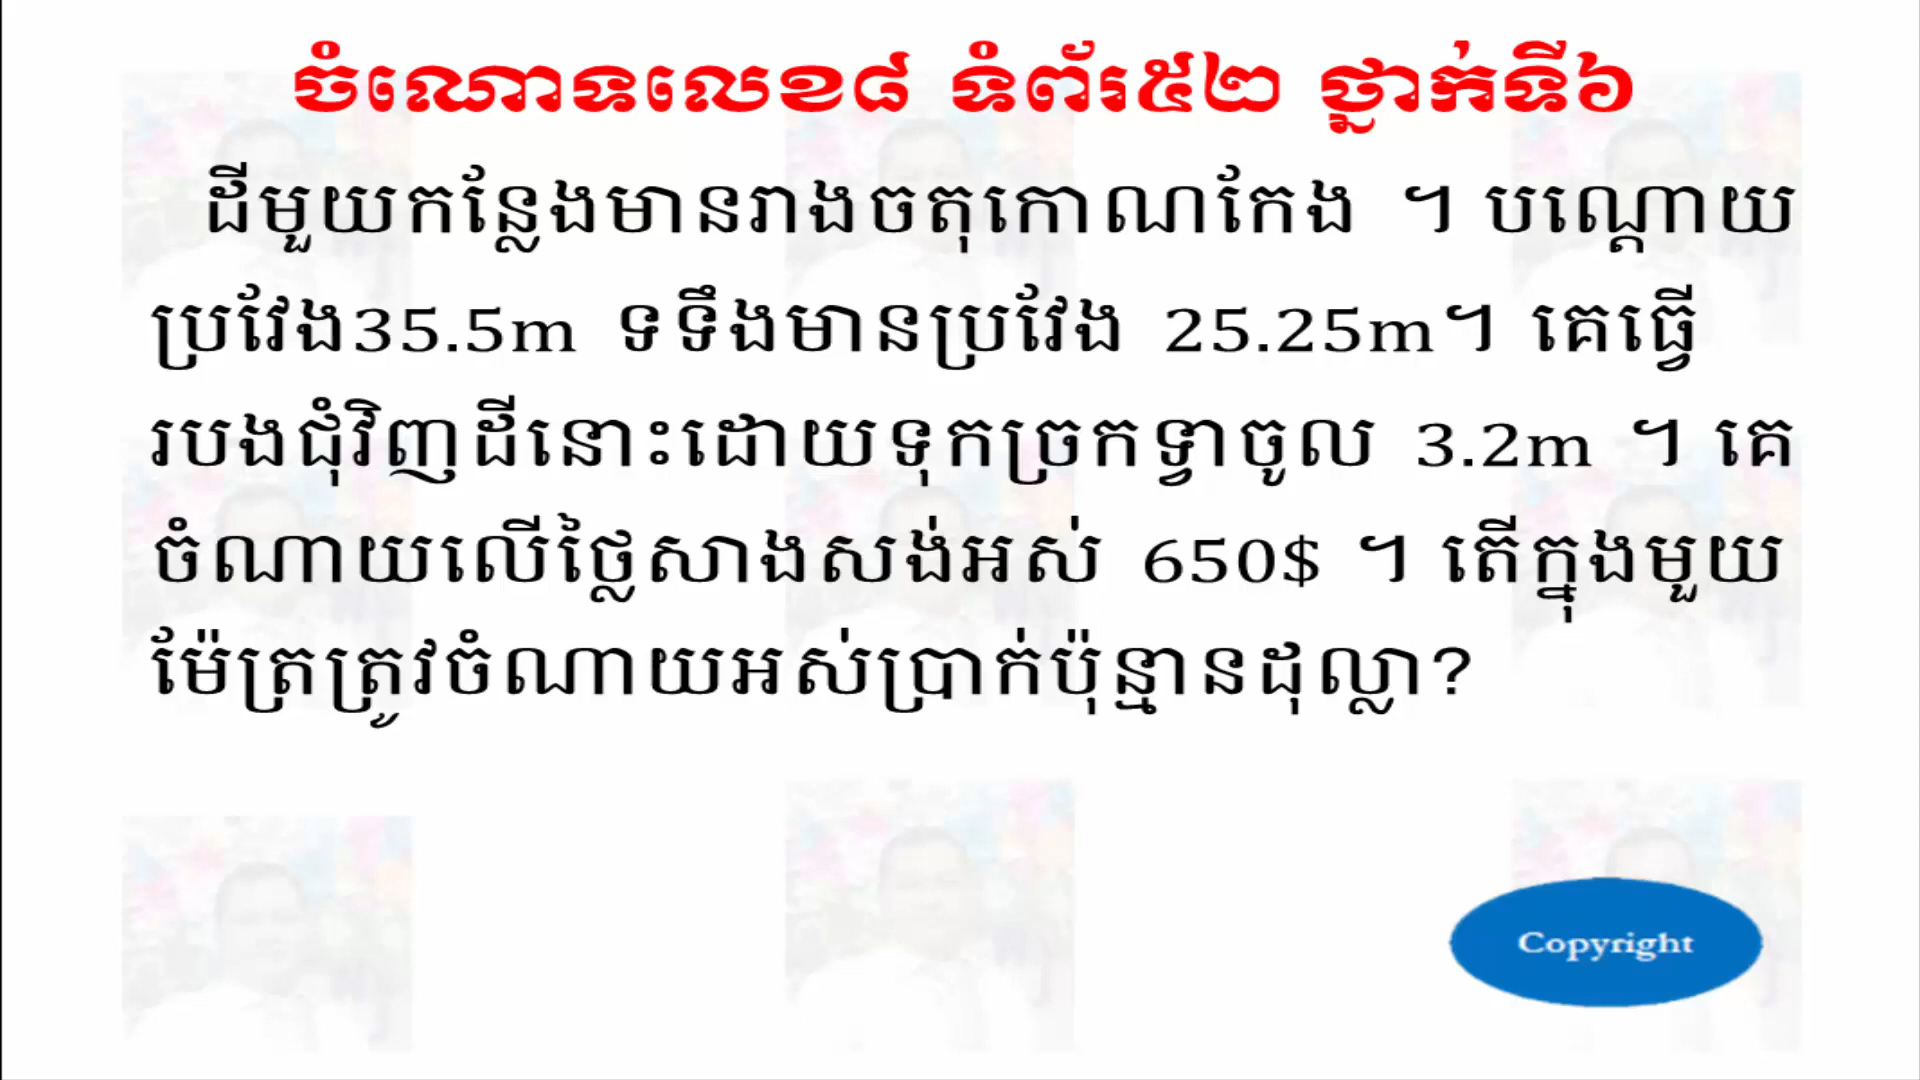 ចំណោទលេខ៨ ទំព័រ៥២ ថ្នាក់ទី៦
ដីមួយកន្លែងមានរាងចតុកោណកែង ។ បណ្ដោយ
ប្រវែង35.5m ទទឹងមានប្រវែង 25.25m។ គេធ្វើ
របងជុំវិញដីនោះដោយទុកច្រកទ្វាចូល 3.2m ។ គេ
ចំណាយលើថ្លៃសាងសង់អស់ 650$ ។ តើក្នុងមួយ
ម៉ែត្រត្រូវចំណាយអស់ប្រាក់ប៉ុន្មានដុល្លា?
Copyright